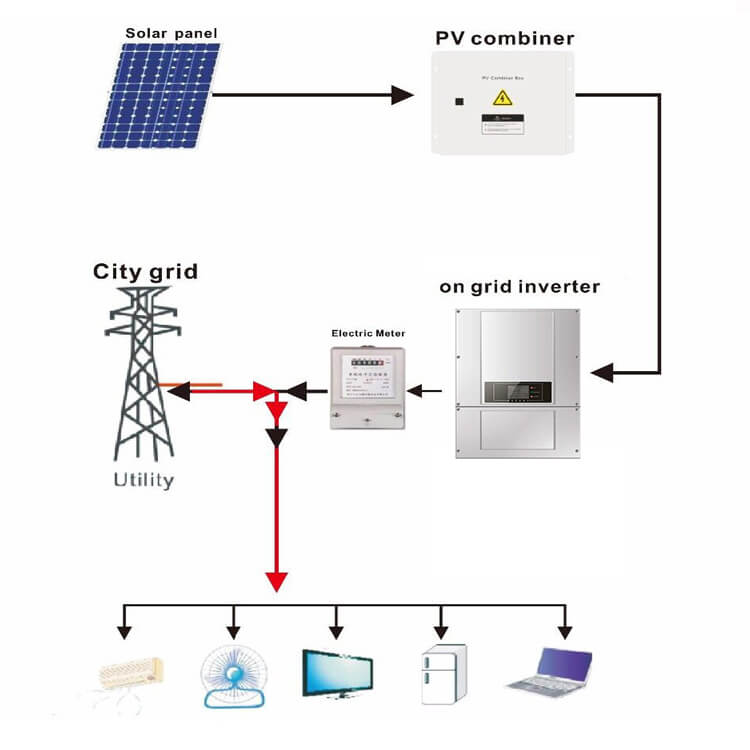 Solar panel
PV combiner
PV Combiner Box
City grid
on grid inverter
Electric Meter
Utility